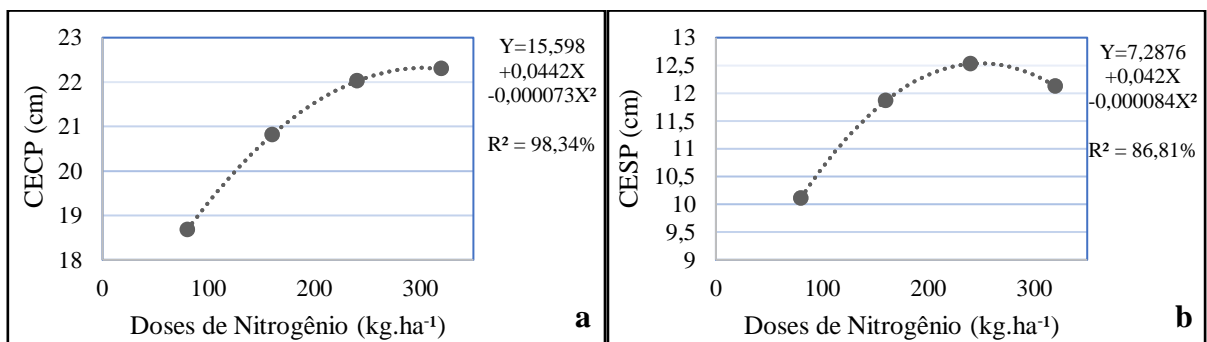 23
22
21
20
19
18
CECP (cm)
0
100
200
300
Doses de Nitrogênio (kg.ha⁻¹)
Y=15,598
+0,0442X
-0,000073X²
R² = 98,34%
a
13
12,5
12
11,5
11
10,5
10
9,5
9
CESP (cm)
0
100
200
300
Doses de Nitrogênio (kg.ha⁻¹)
Y=7,2876
+0,042X
-0,000084X²
R² = 86,81%
b